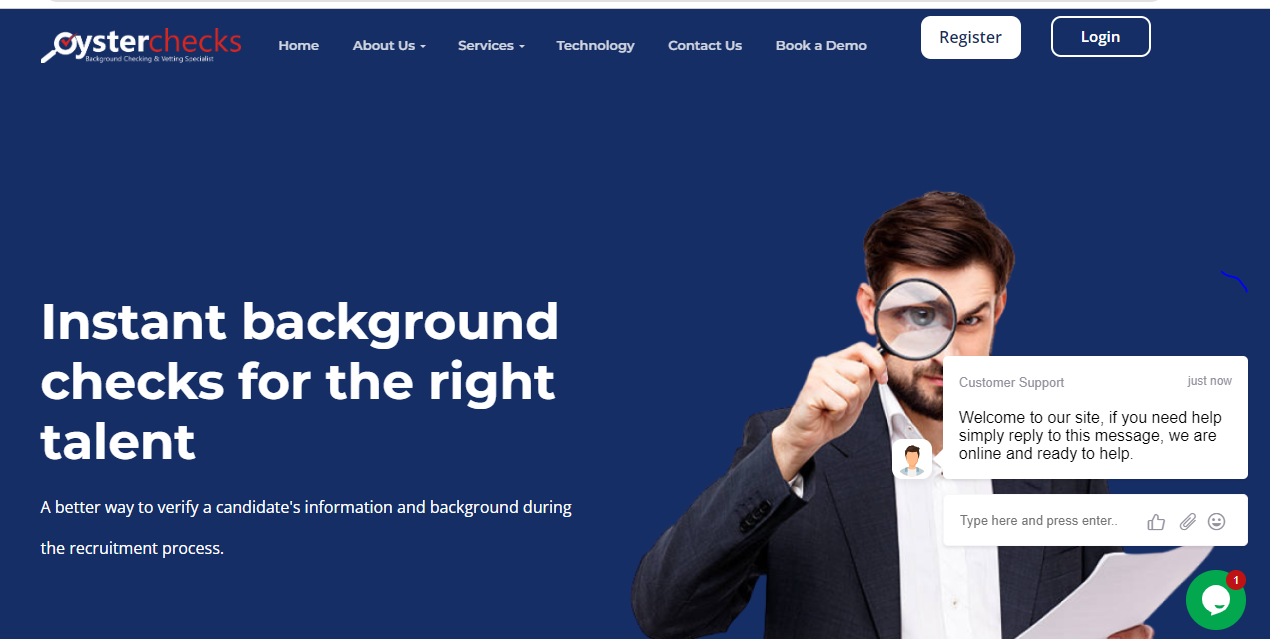 Oysterchecks
Background Checking & Vetting Specialist
Home About Us Services Technology Contact Us Book a Demo
Register
Login
Instant background
checks for the right
talent
A better way to verify a candidate's information and background during
the recruitment process.
Customer Support just now
Welcome to our site, if you need help
simply reply to this message, we are
online and ready to help.
Type here and press enter..
1